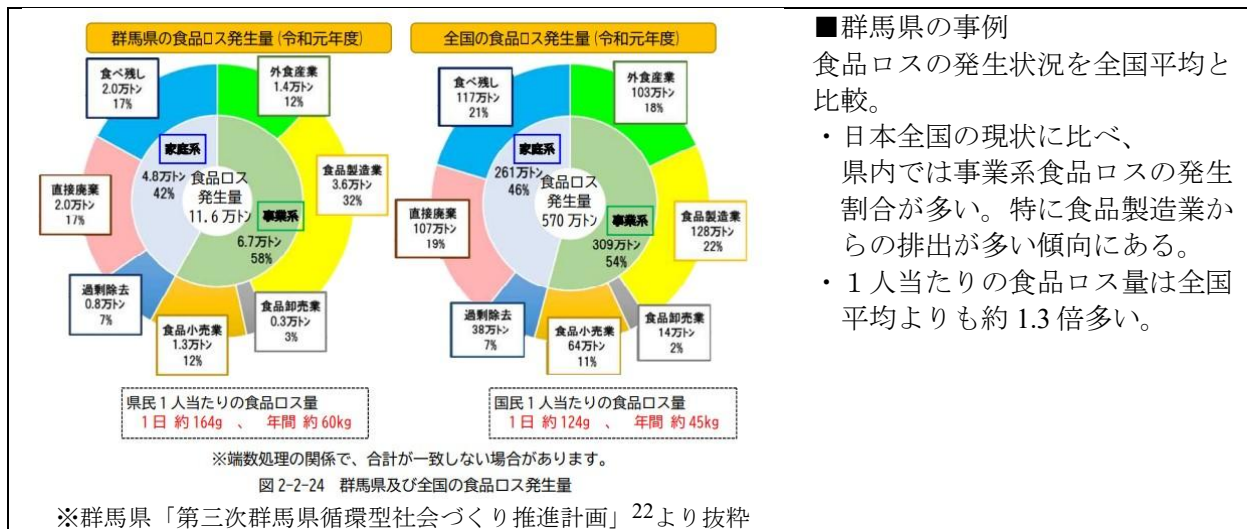 群馬県の食品ロス発生量(令和元年度)
食べ残し
2.0万トン
17%
外食産業
1.4万トン
12%
家庭系
4.8万トン
42%
食品ロス
発生量
11.6万トン
食品製造業
3.6万トン
32%
直接廃棄
2.0万トン
17%
事業系
6.7万トン
58%
過剰除去
0.8万トン
7%
食品小売業
1.3万トン
12%
食品卸売業
0.3万トン
3%
県民1人当たりの食品ロス量
1日 約164g 、 年間 約60kg
全国の食品ロス発生量(令和元年度)
食べ残し
117万トン
21%
外食産業
103万トン
18%
家庭系
261万トン
46%
食品ロス
発生量
570万トン
直接廃棄
107万トン
19%
事業系
309万トン
54%
食品製造業
128万トン
22%
過剰除去
38万トン
7%
食品小売業
64万トン
11%
食品卸売業
14万トン
2%
国民1人当たりの食品ロス量
1日 約124g 、 年間 約45kg
※端数処理の関係で、合計が一致しない場合があります。
図2-2-24 群馬県及び全国の食品ロス発生量
※群馬県「第三次群馬県循環型社会づくり推進計画」22より抜粋
■群馬県の事例
食品ロスの発生状況を全国平均と
比較。
・日本全国の現状に比べ、
県内では事業系食品ロスの発生
割合が多い。特に食品製造業か
らの排出が多い傾向にある。
・1人当たりの食品ロス量は全国
平均よりも約1.3倍多い。